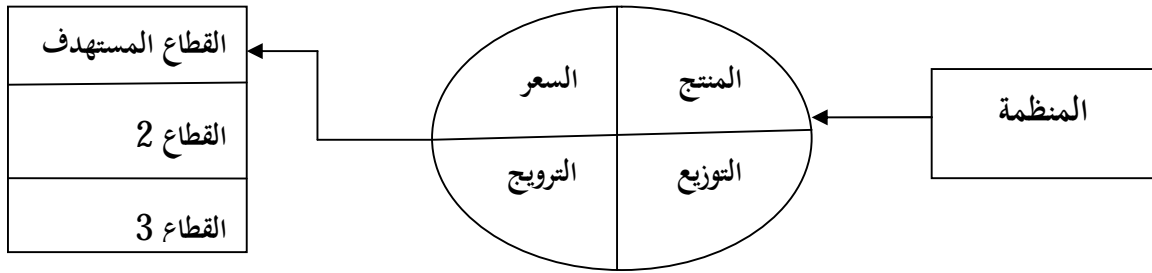 المنظمة
المنتج
السعر
التوزيع
الترويج
القطاع المستهدف
القطاع 2
القطاع 3